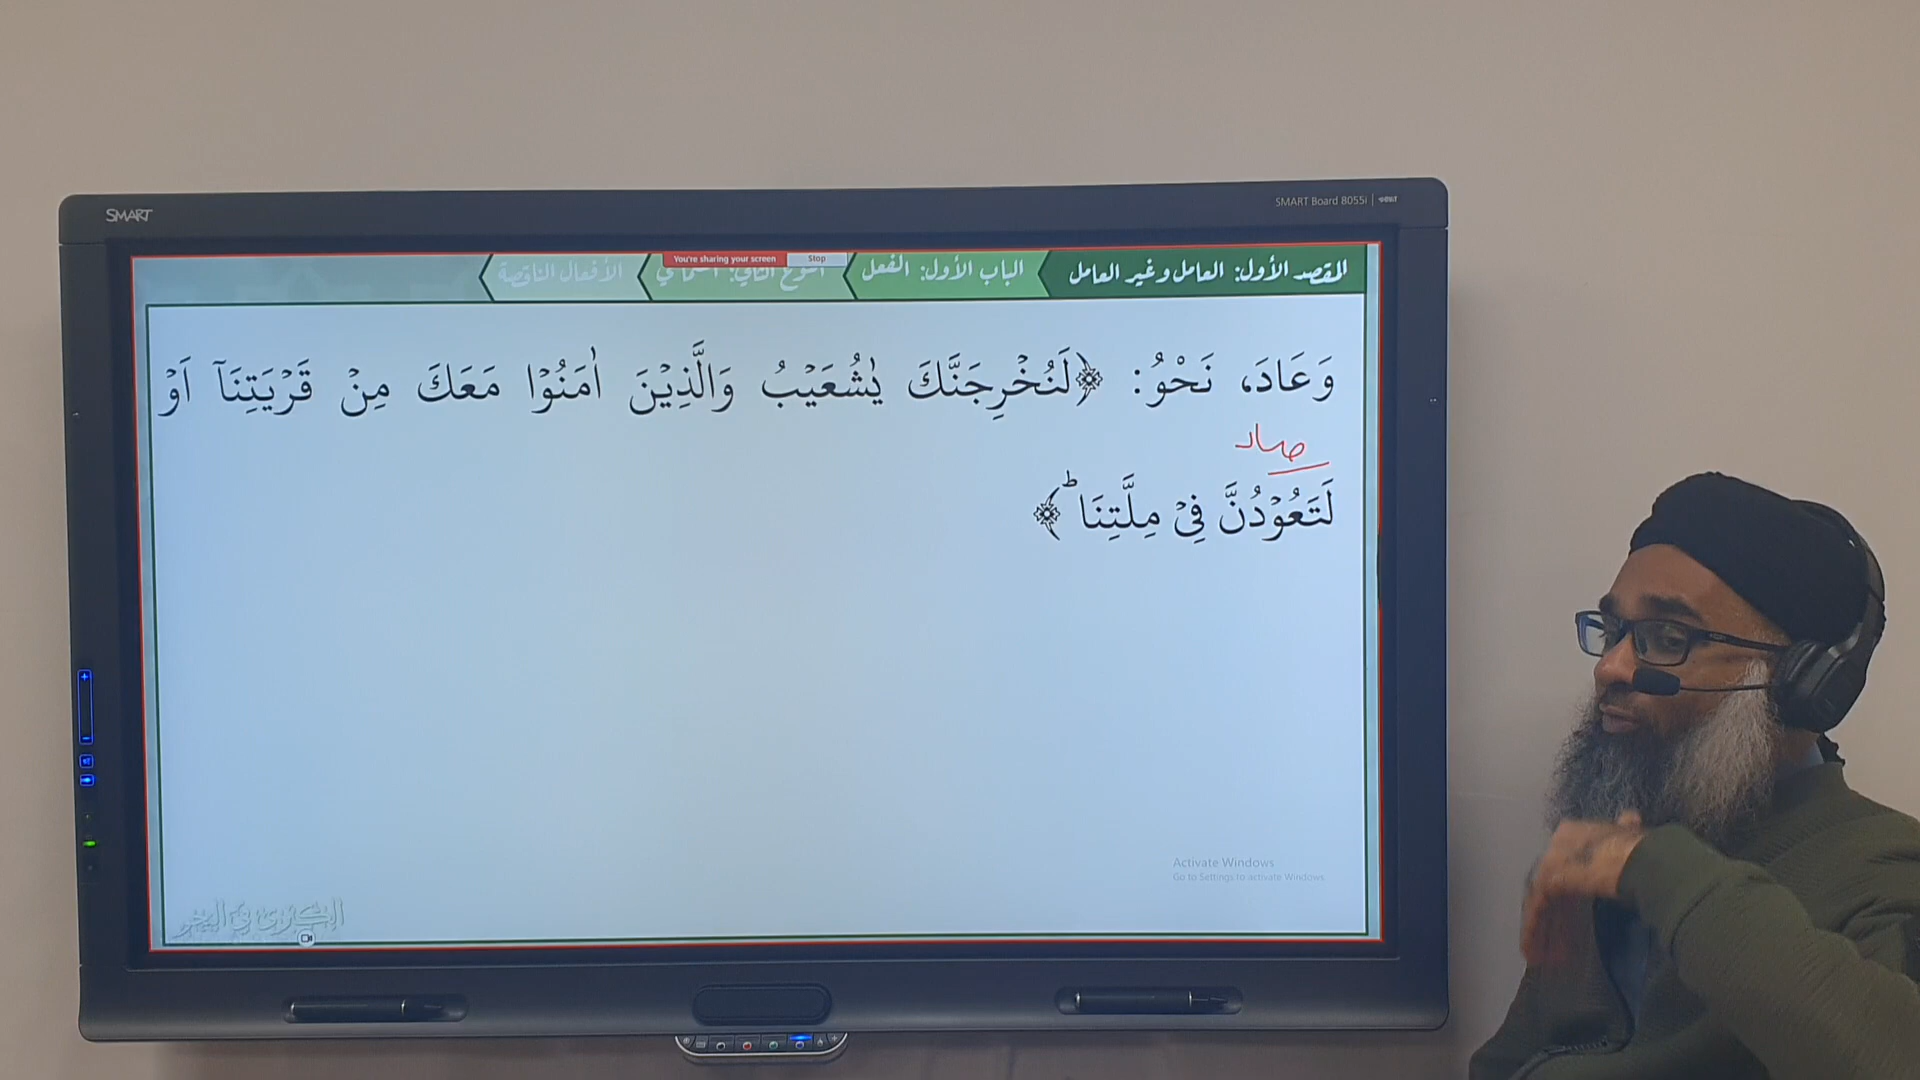 SMART
SMART Board 8055i
You're sharing your screen
Stop
المقصد الأول: العامل وغير العامل
الباب الأول: الفعل
الأفعال الناقصة
وَعَادَ، نَحْوُ: ﴿لَنُخْرِجَنَّكَ يٰشُعَيْبُ وَالَّذِيْنَ اٰمَنُوْا مَعَكَ مِنْ قَرْيَتِنَآ اَوْ
صار
لَتَعُوْدُنَّ فِيْ مِلَّتِنَا ؕ﴾
Activate Windows
Go to Settings to activate Windows.